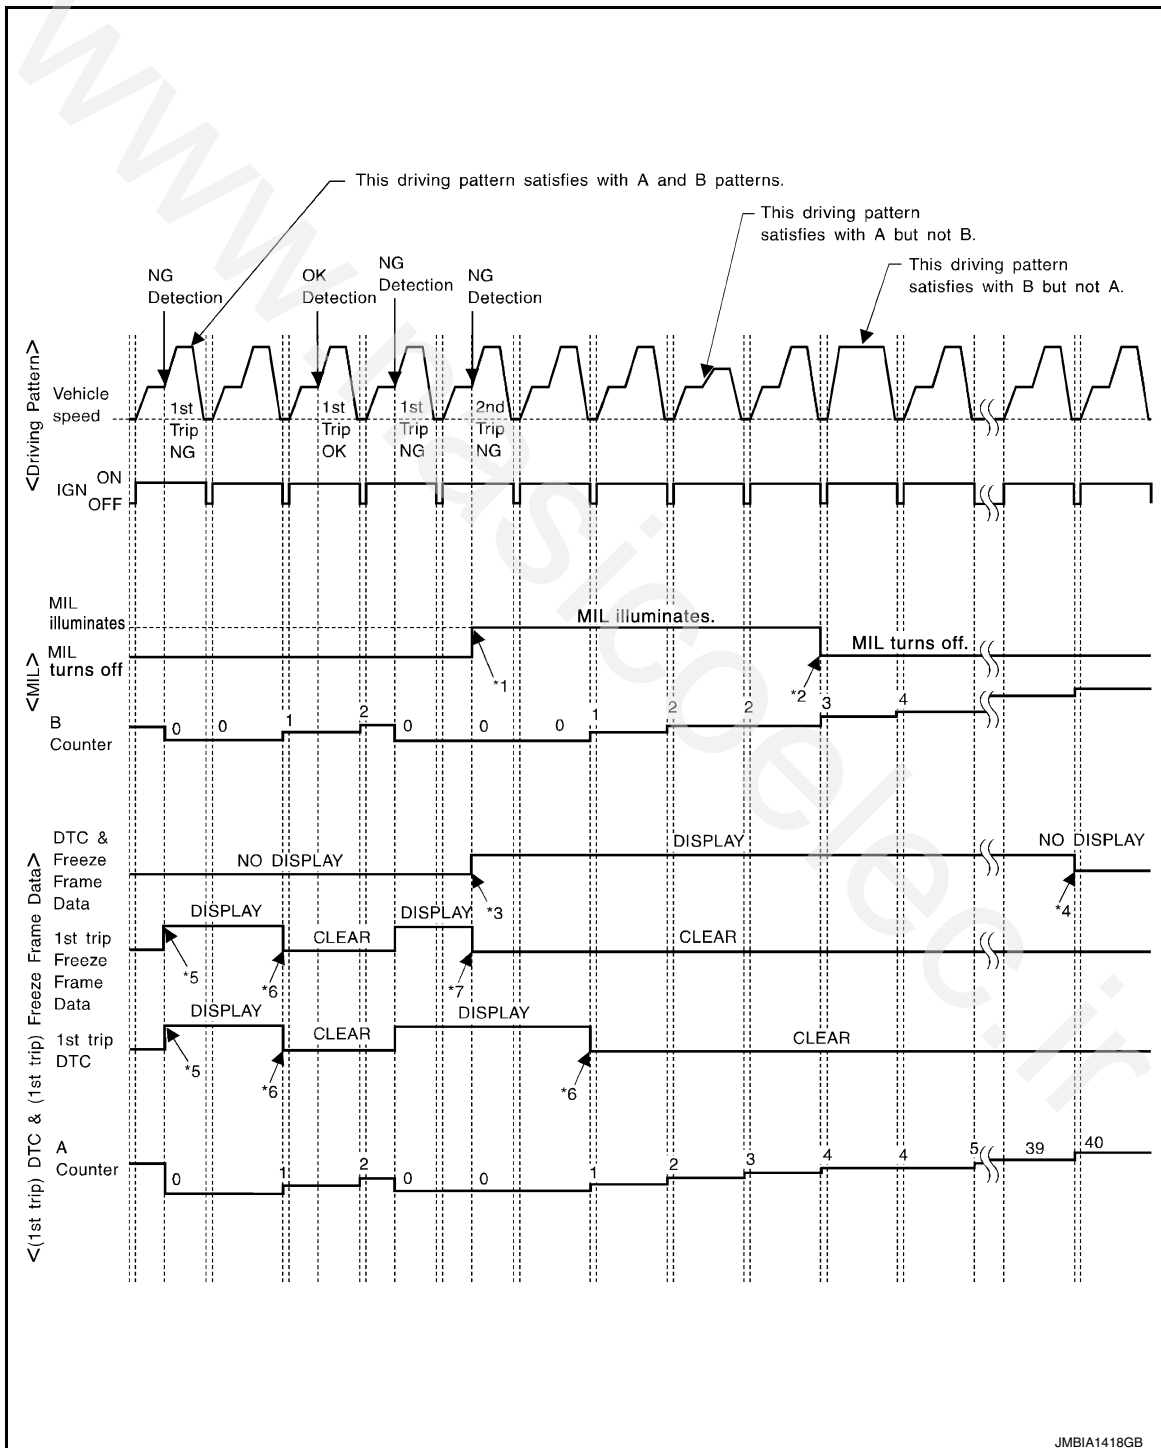 This driving pattern satisfies with A and B patterns.
This driving pattern
satisfies with A but not B.
This driving pattern
satisfies with B but not A.
NG
Detection
OK
Detection
NG
Detection
NG
Detection
<Driving Pattern>
Vehicle
speed
1st
Trip
NG
1st
Trip
OK
1st
Trip
NG
2nd
Trip
NG
IGN
ON
OFF
<MIL>
MIL
illuminates
MIL illuminates.
MIL
turns off
*1
*2
MIL turns off.
B
Counter
0 0 1 2 0 0 0 1 2 2 3 4
<(1st trip) DTC & (1st trip) Freeze Frame Data>
DTC &
Freeze
Frame
Data
NO DISPLAY
DISPLAY
NO DISPLAY
*3
*4
1st trip
Freeze
Frame
Data
DISPLAY
CLEAR
DISPLAY
CLEAR
*5
*6
*7
1st trip
DTC
DISPLAY
CLEAR
DISPLAY
CLEAR
*5
*6
*6
A
Counter
0 1 2 0 0 1 2 3 4 4 5 39 40
JMBIA1418GB
www.nasicoelec.ir